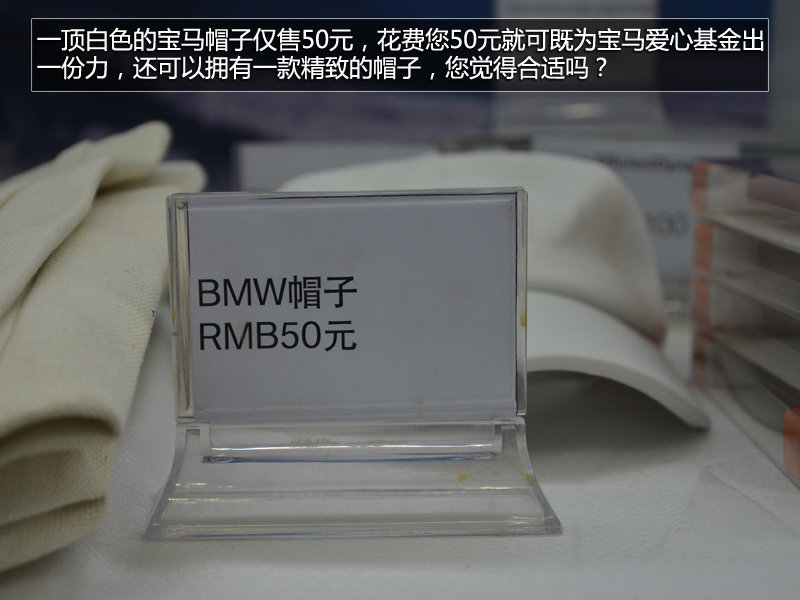 一顶白色的宝马帽子仅售50元，花费您50元就可既为宝马爱心基金出
一份力，还可以拥有一款精致的帽子，您觉得合适吗？
BMW帽子
RMB50元